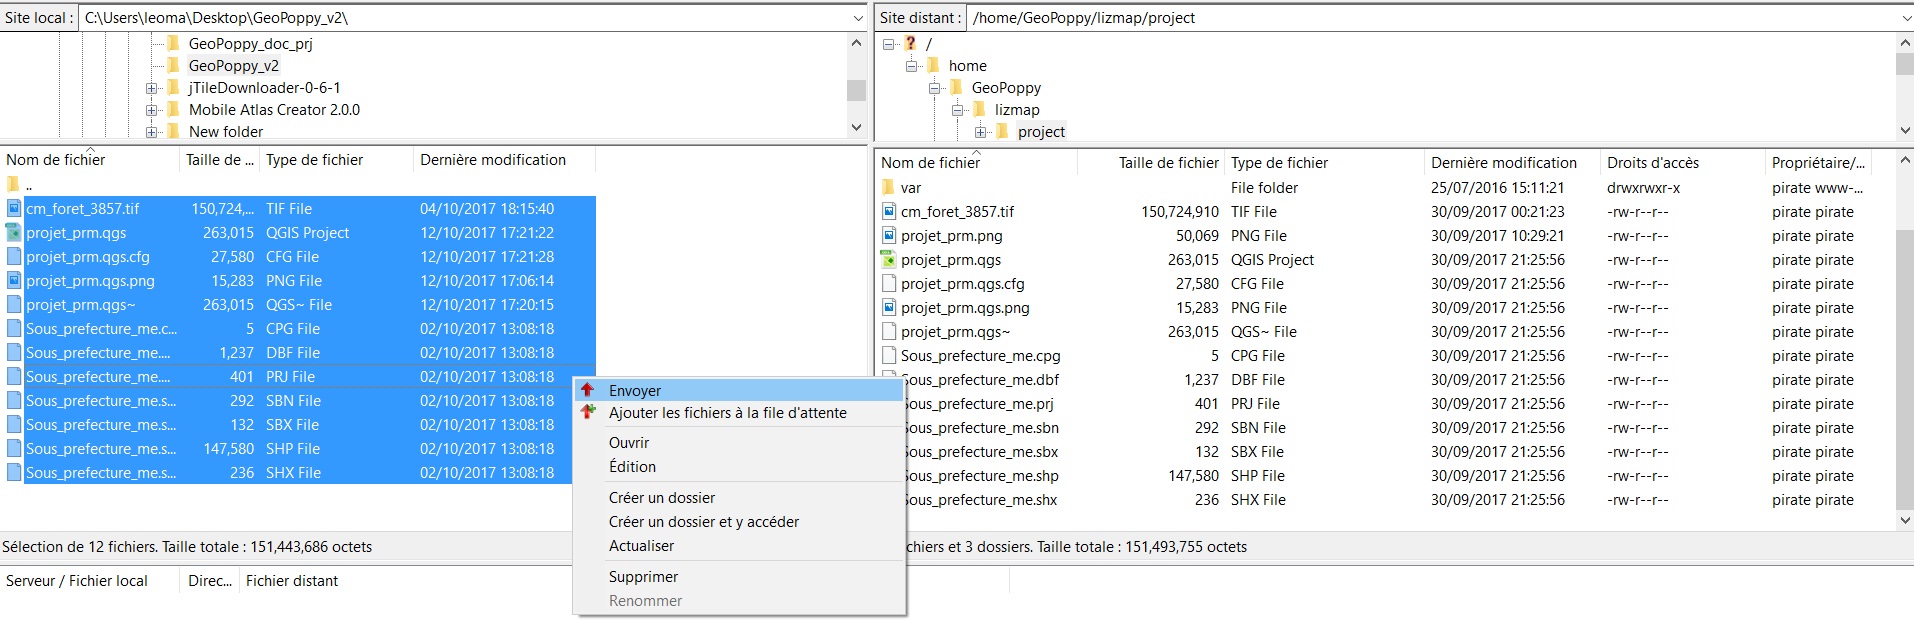 Site local : C:\Users\leoma\Desktop\GeoPoppy_v2\
GeoPoppy_doc_prj
GeoPoppy_v2
jTileDownloader-0-6-1
Mobile Atlas Creator 2.0.0
New folder
Nom de fichier Taille de ... Type de fichier Dernière modification
..
cm_foret_3857.tif 150,724,... TIF File 04/10/2017 18:15:40
projet_prm.qgs 263,015 QGIS Project 12/10/2017 17:21:22
projet_prm.qgs.cfg 27,580 CFG File 12/10/2017 17:21:28
projet_prm.qgs.png 15,283 PNG File 12/10/2017 17:06:14
projet_prm.qgs~ 263,015 QGS~ File 12/10/2017 17:20:15
Sous_prefecture_me.c... 5 CPG File 02/10/2017 13:08:18
Sous_prefecture_me.... 1,237 DBF File 02/10/2017 13:08:18
Sous_prefecture_me.... 401 PRJ File 02/10/2017 13:08:18
Sous_prefecture_me.s... 292 SBN File 02/10/2017 13:08:18
Sous_prefecture_me.s... 132 SBX File 02/10/2017 13:08:18
Sous_prefecture_me.s... 147,580 SHP File 02/10/2017 13:08:18
Sous_prefecture_me.s... 236 SHX File 02/10/2017 13:08:18
Sélection de 12 fichiers. Taille totale : 151,443,686 octets
Serveur / Fichier local Direc... Fichier distant
Envoyer
Ajouter les fichiers à la file d'attente
Ouvrir
Édition
Créer un dossier
Créer un dossier et y accéder
Actualiser
Supprimer
Renommer
Site distant : /home/GeoPoppy/lizmap/project
/
home
GeoPoppy
lizmap
project
Nom de fichier Taille de fichier Type de fichier Dernière modification Droits d'accès Propriétaire/...
var File folder 25/07/2016 15:11:21 drwxrwxr-x pirate www-...
cm_foret_3857.tif 150,724,910 TIF File 30/09/2017 00:21:23 -rw-r--r-- pirate pirate
projet_prm.png 50,069 PNG File 30/09/2017 10:29:21 -rw-r--r-- pirate pirate
projet_prm.qgs 263,015 QGIS Project 30/09/2017 21:25:56 -rw-r--r-- pirate pirate
projet_prm.qgs.cfg 27,580 CFG File 30/09/2017 21:25:56 -rw-r--r-- pirate pirate
projet_prm.qgs.png 15,283 PNG File 30/09/2017 21:25:56 -rw-r--r-- pirate pirate
projet_prm.qgs~ 263,015 QGS~ File 30/09/2017 21:25:56 -rw-r--r-- pirate pirate
Sous_prefecture_me.cpg 5 CPG File 30/09/2017 21:25:56 -rw-r--r-- pirate pirate
Sous_prefecture_me.dbf 1,237 DBF File 30/09/2017 21:25:56 -rw-r--r-- pirate pirate
Sous_prefecture_me.prj 401 PRJ File 30/09/2017 21:25:56 -rw-r--r-- pirate pirate
Sous_prefecture_me.sbn 292 SBN File 30/09/2017 21:25:56 -rw-r--r-- pirate pirate
Sous_prefecture_me.sbx 132 SBX File 30/09/2017 21:25:56 -rw-r--r-- pirate pirate
Sous_prefecture_me.shp 147,580 SHP File 30/09/2017 21:25:56 -rw-r--r-- pirate pirate
Sous_prefecture_me.shx 236 SHX File 30/09/2017 21:25:56 -rw-r--r-- pirate pirate
chiers et 3 dossiers. Taille totale : 151,493,755 octets